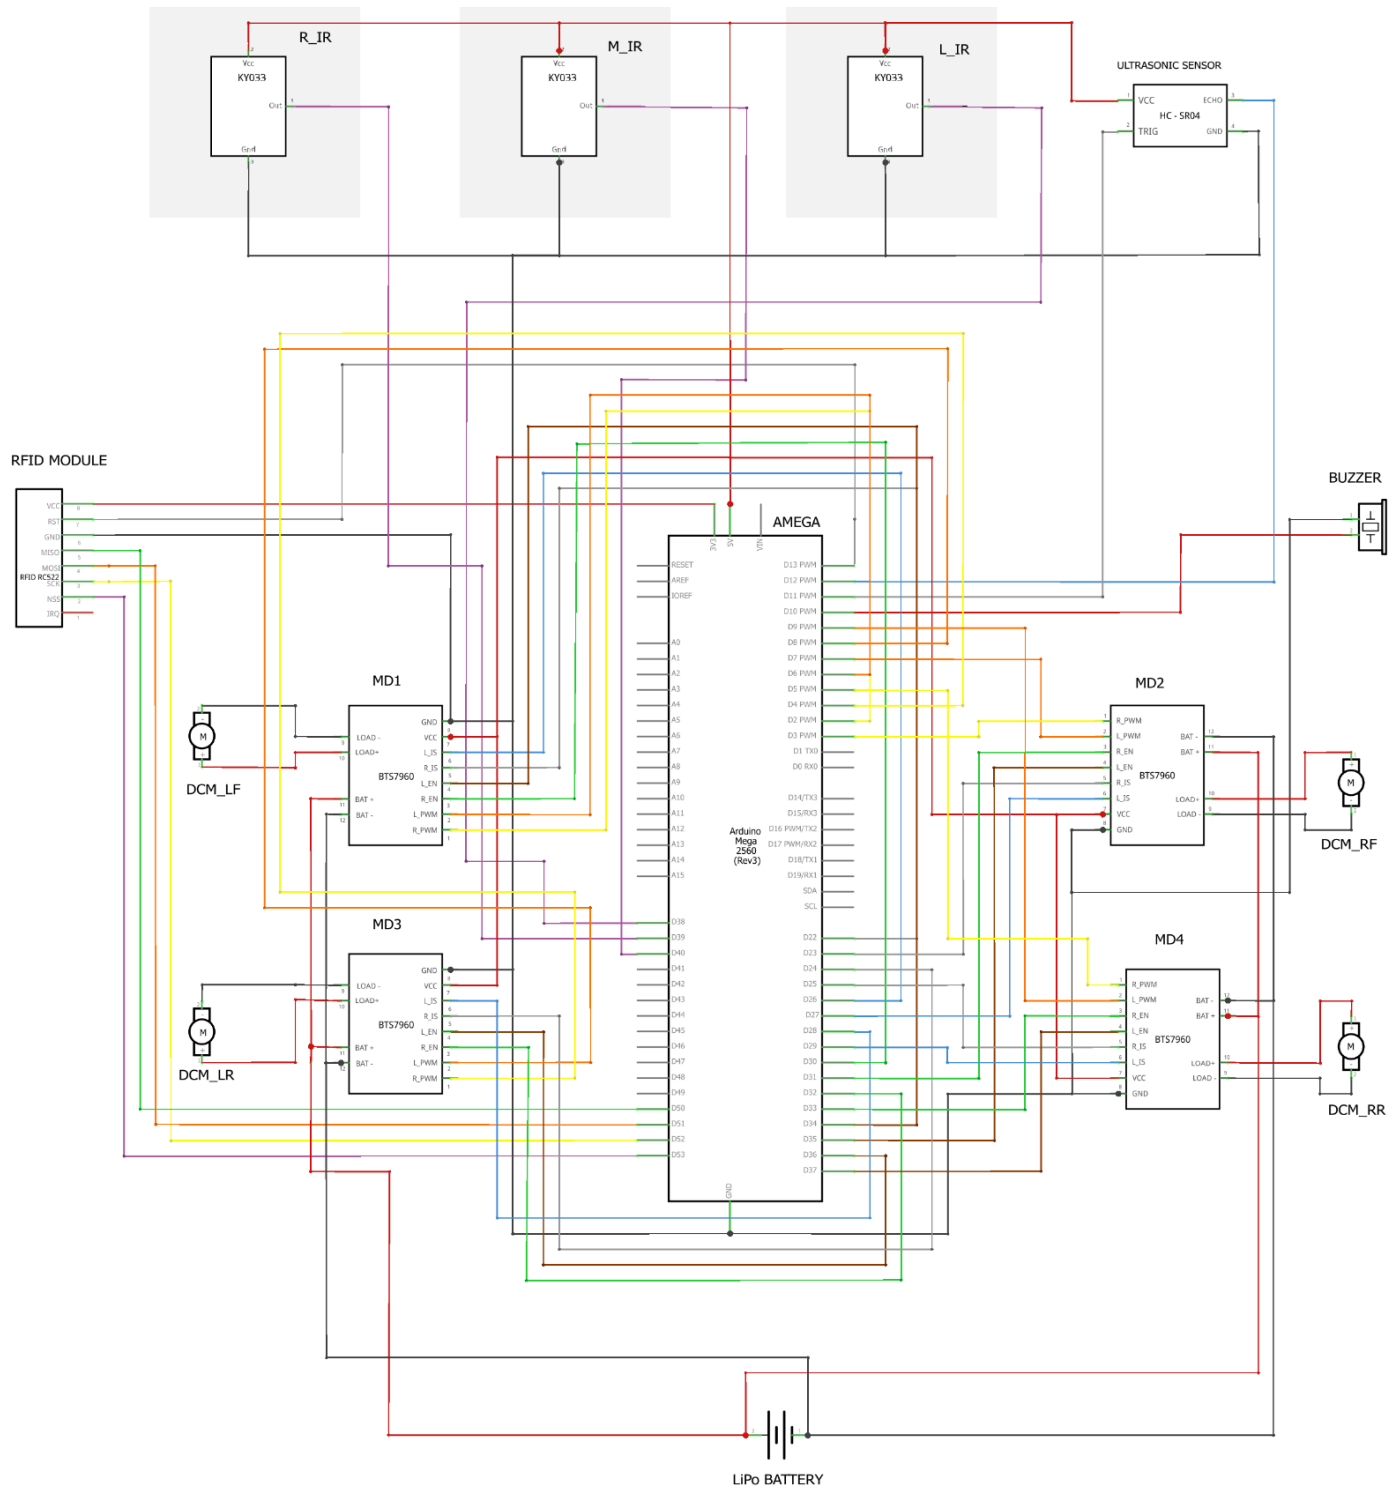 R_IR
M_IR
L_IR
Vcc
KY033
Out
Gnd
Vcc
KY033
Out
Gnd
Vcc
KY033
Out
Gnd
ULTRASONIC SENSOR
VCC
ECHO
HC - SR04
TRIG
GND
RFID MODULE
VCC
RST
GND
MISO
MOSI
RFID RC522
SCK
NSS
IRQ
BUZZER
AMEGA
3V3
5V
VIN
RESET
AREF
IOREF
A0
A1
A2
A3
A4
A5
A6
A7
A8
A9
A10
A11
A12
A13
A14
A15
D38
D39
D40
D41
D42
D43
D44
D45
D46
D47
D48
D49
D50
D51
D52
D53
Arduino
Mega
2560
(Rev3)
D13 PWM
D12 PWM
D11 PWM
D10 PWM
D9 PWM
D8 PWM
D7 PWM
D6 PWM
D5 PWM
D4 PWM
D2 PWM
D3 PWM
D1 TX0
D0 RX0
D14/TX3
D15/RX3
D16 PWM/TX2
D17 PWM/RX2
D18/TX1
D19/RX1
SDA
SCL
D22
D23
D24
D25
D26
D27
D28
D29
D30
D31
D32
D33
D34
D35
D36
D37
GND
MD1
GND
LOAD -
VCC
LOAD+
L_IS
R_IS
BTS7960
L_EN
BAT +
R_EN
BAT -
L_PWM
R_PWM
M
DCM_LF
MD3
GND
LOAD -
VCC
LOAD+
L_IS
R_IS
BTS7960
L_EN
BAT +
R_EN
BAT -
L_PWM
R_PWM
M
DCM_LR
MD2
R_PWM
L_PWM
BAT -
R_EN
BAT +
L_EN
BTS7960
R_IS
L_IS
LOAD+
VCC
LOAD -
GND
M
DCM_RF
MD4
R_PWM
L_PWM
BAT -
R_EN
BAT +
L_EN
BTS7960
R_IS
L_IS
LOAD+
VCC
LOAD -
GND
M
DCM_RR
LiPo BATTERY